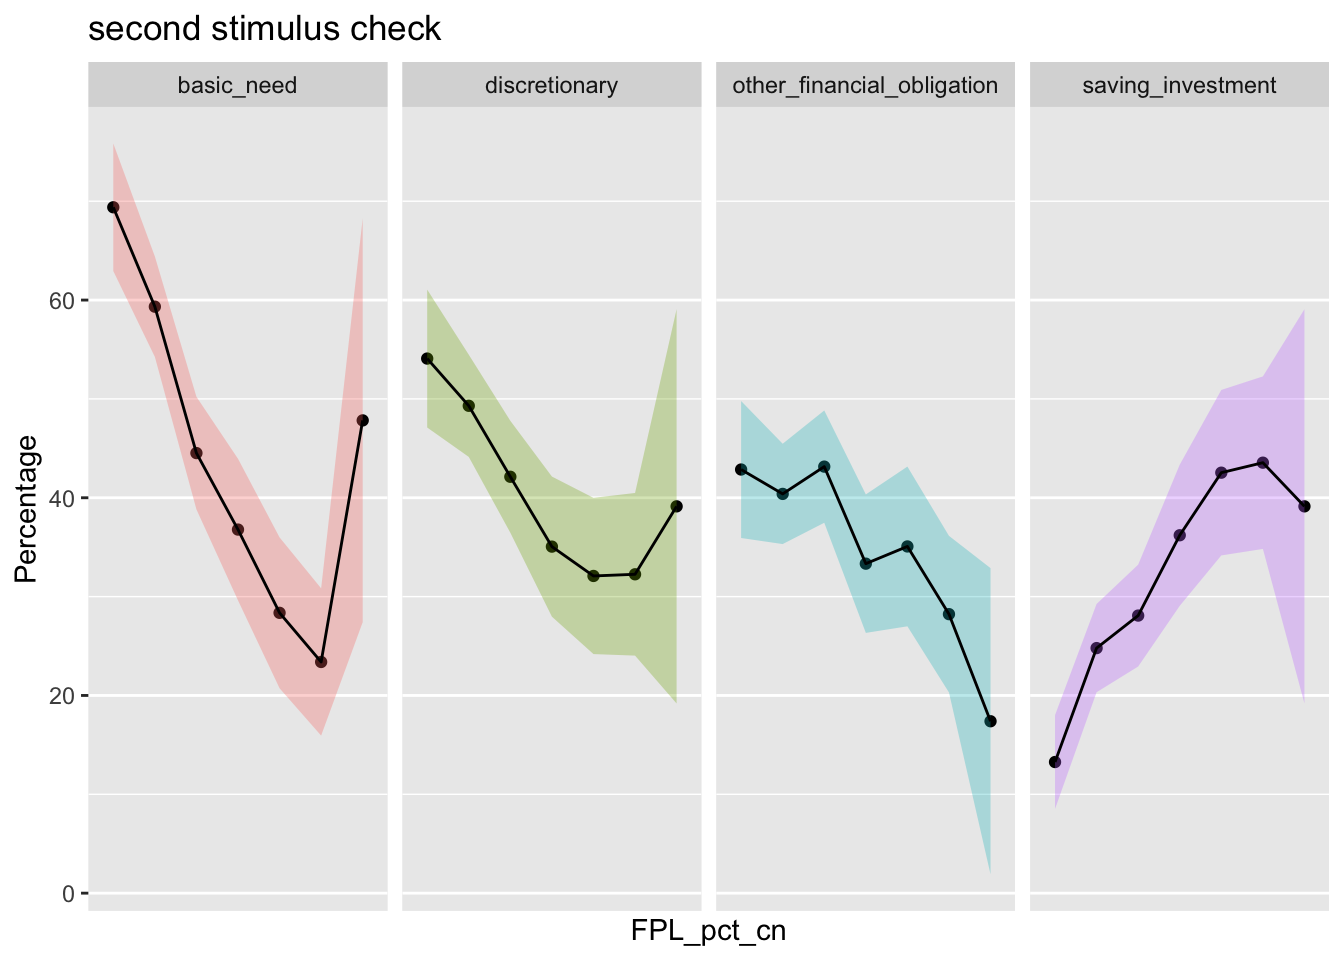 second stimulus check
basic_need
discretionary
other_financial_obligation
saving_investment
60
40
20
0
Percentage
FPL_pct_cn